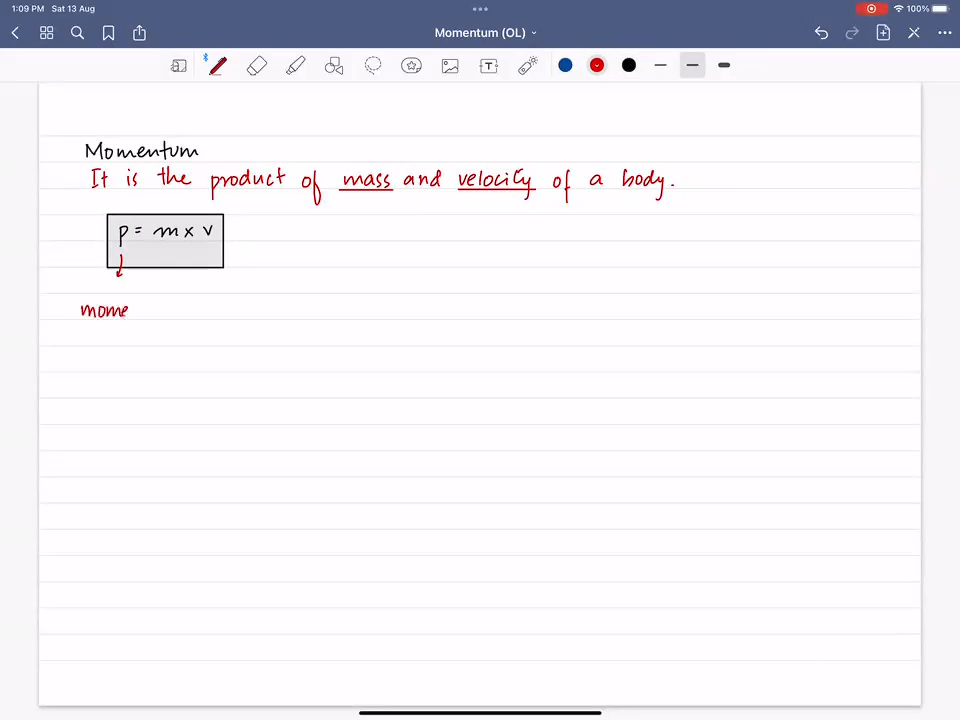 1:09 PM Sat 13 Aug
100%
Momentum (OL)
Momentum
It is the product of mass and velocity of a body.
p = m x v
mome